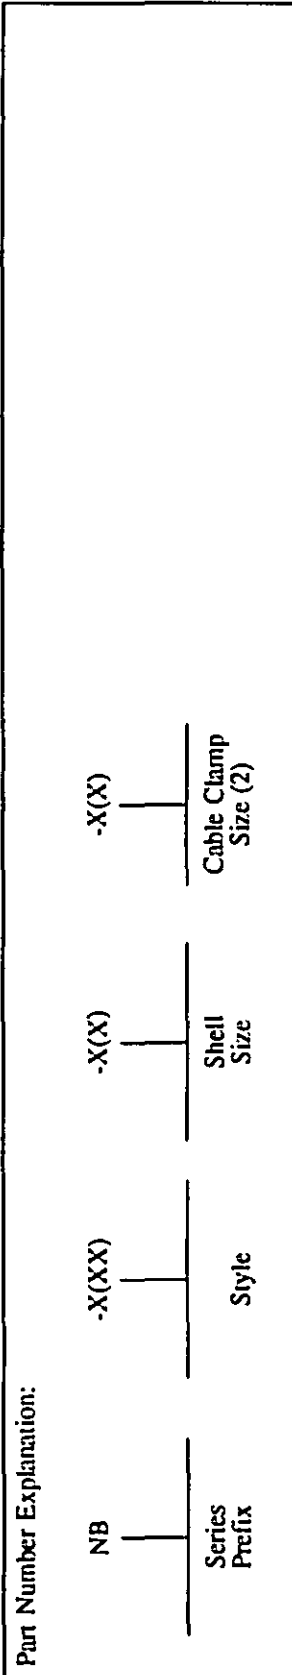 Part Number Explanation:
NB -X(XX) -X(X) -X(X)
Series Prefix Style Shell Size Cable Clamp Size (2)